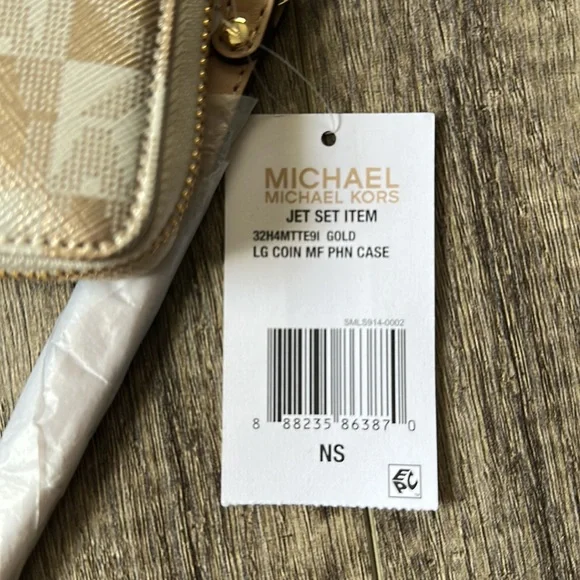 MICHAEL
MICHAEL KORS
JET SET ITEM
32H4MTTE9I GOLD
LG COIN MF PHN CASE
SMLS914-0002
8 88235 86387 0
NS
EPC